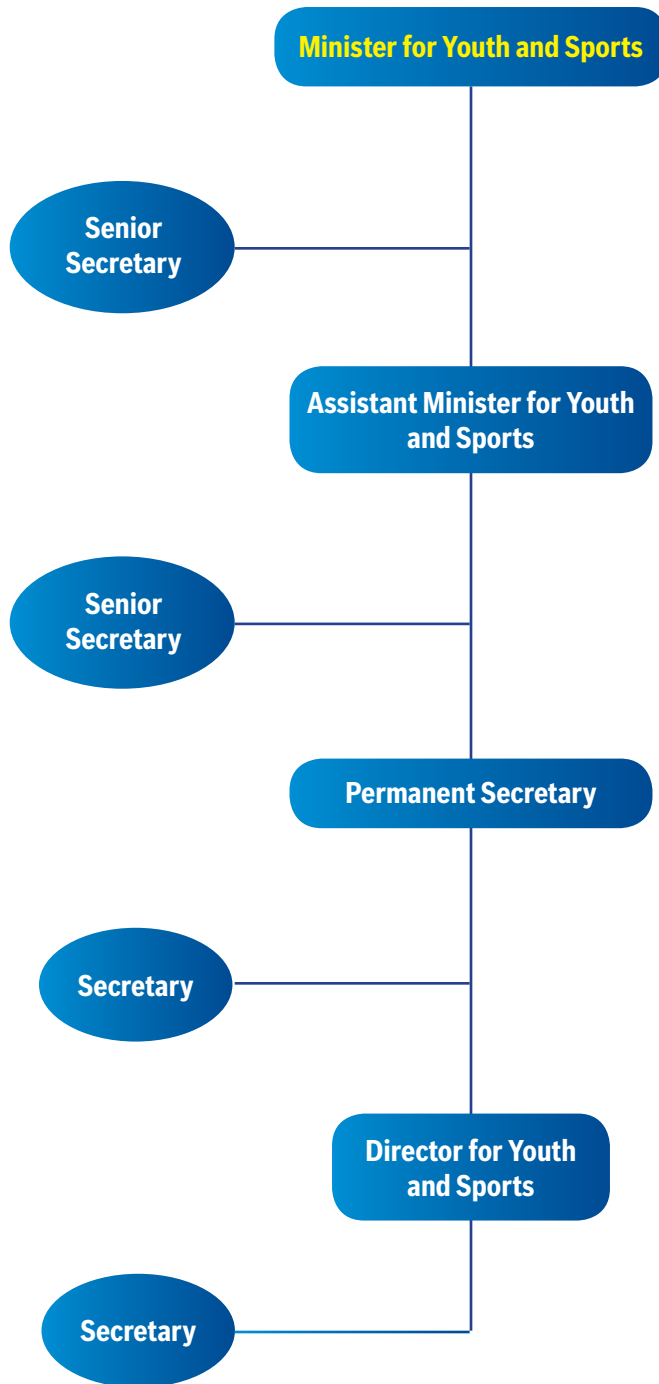 Minister for Youth and Sports
Senior
Secretary
Assistant Minister for Youth
and Sports
Senior
Secretary
Permanent Secretary
Secretary
Director for Youth
and Sports
Secretary